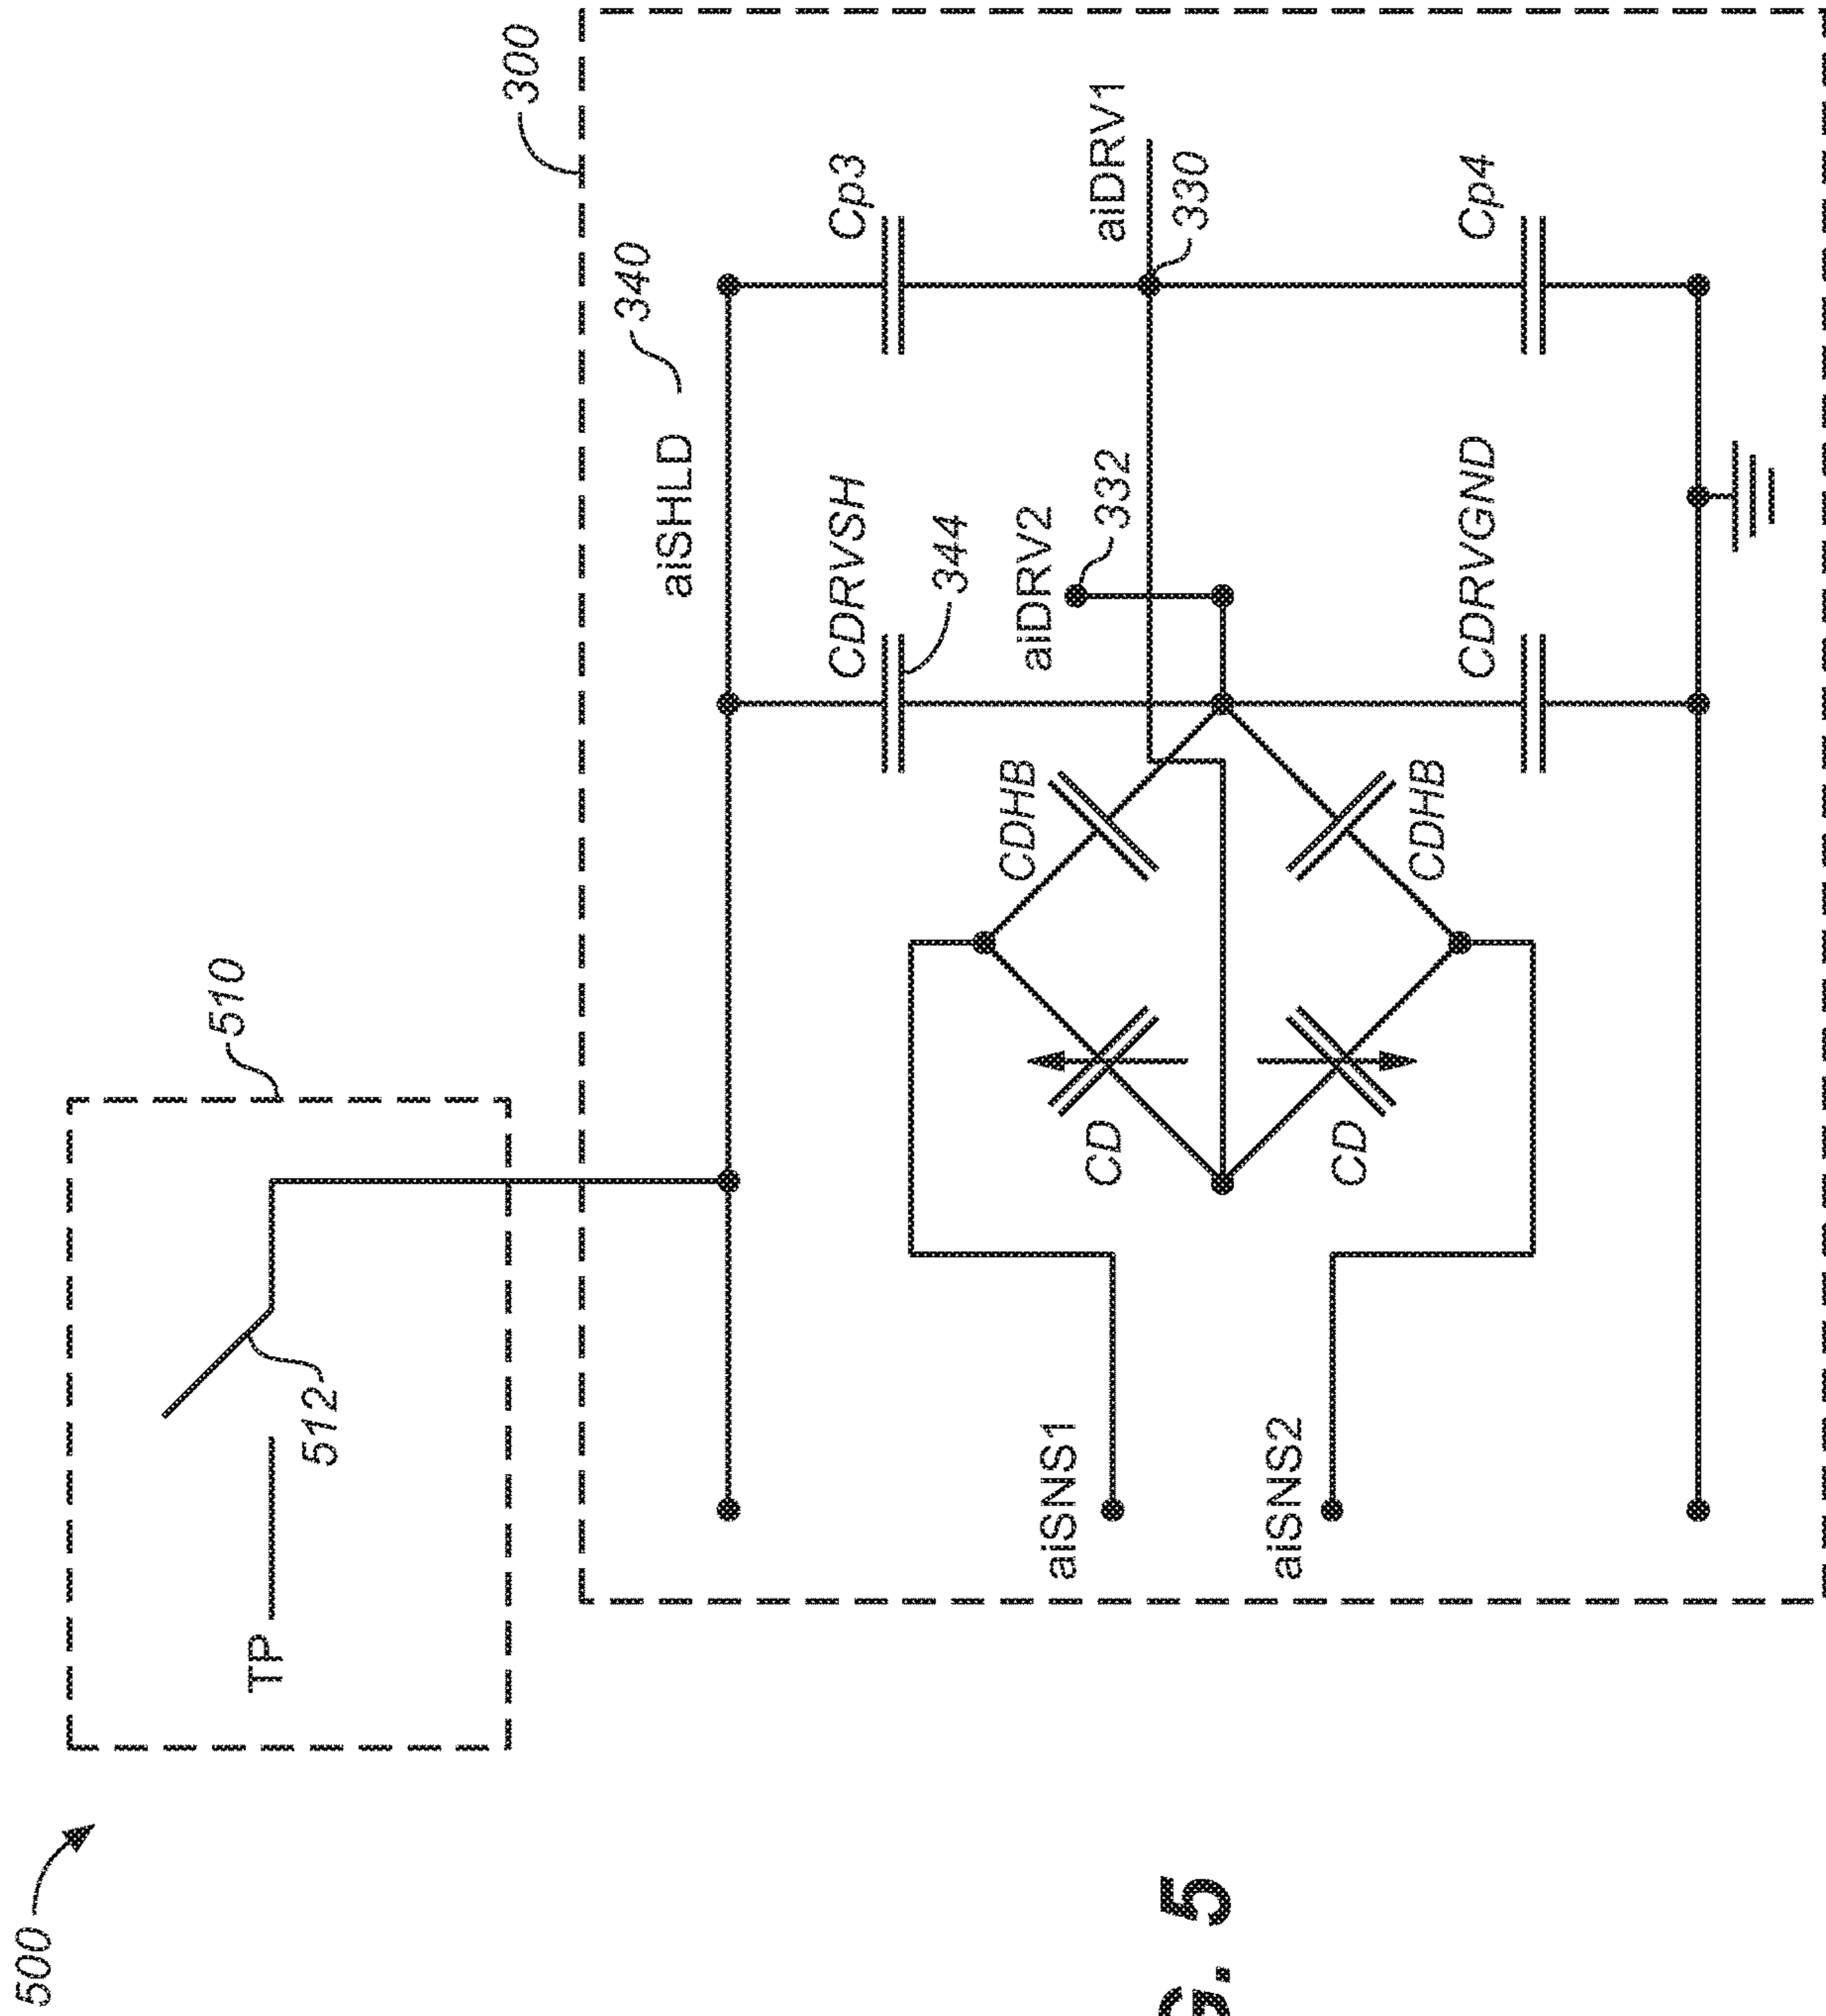 500
510
TP
512
300
aiSHLD
340
CDRVSH
344
Cp3
aiDRV2
332
aiDRV1
330
CDHB
CD
CD
CDHB
aiSNS1
aiSNS2
CDRVGND
Cp4
G. 5